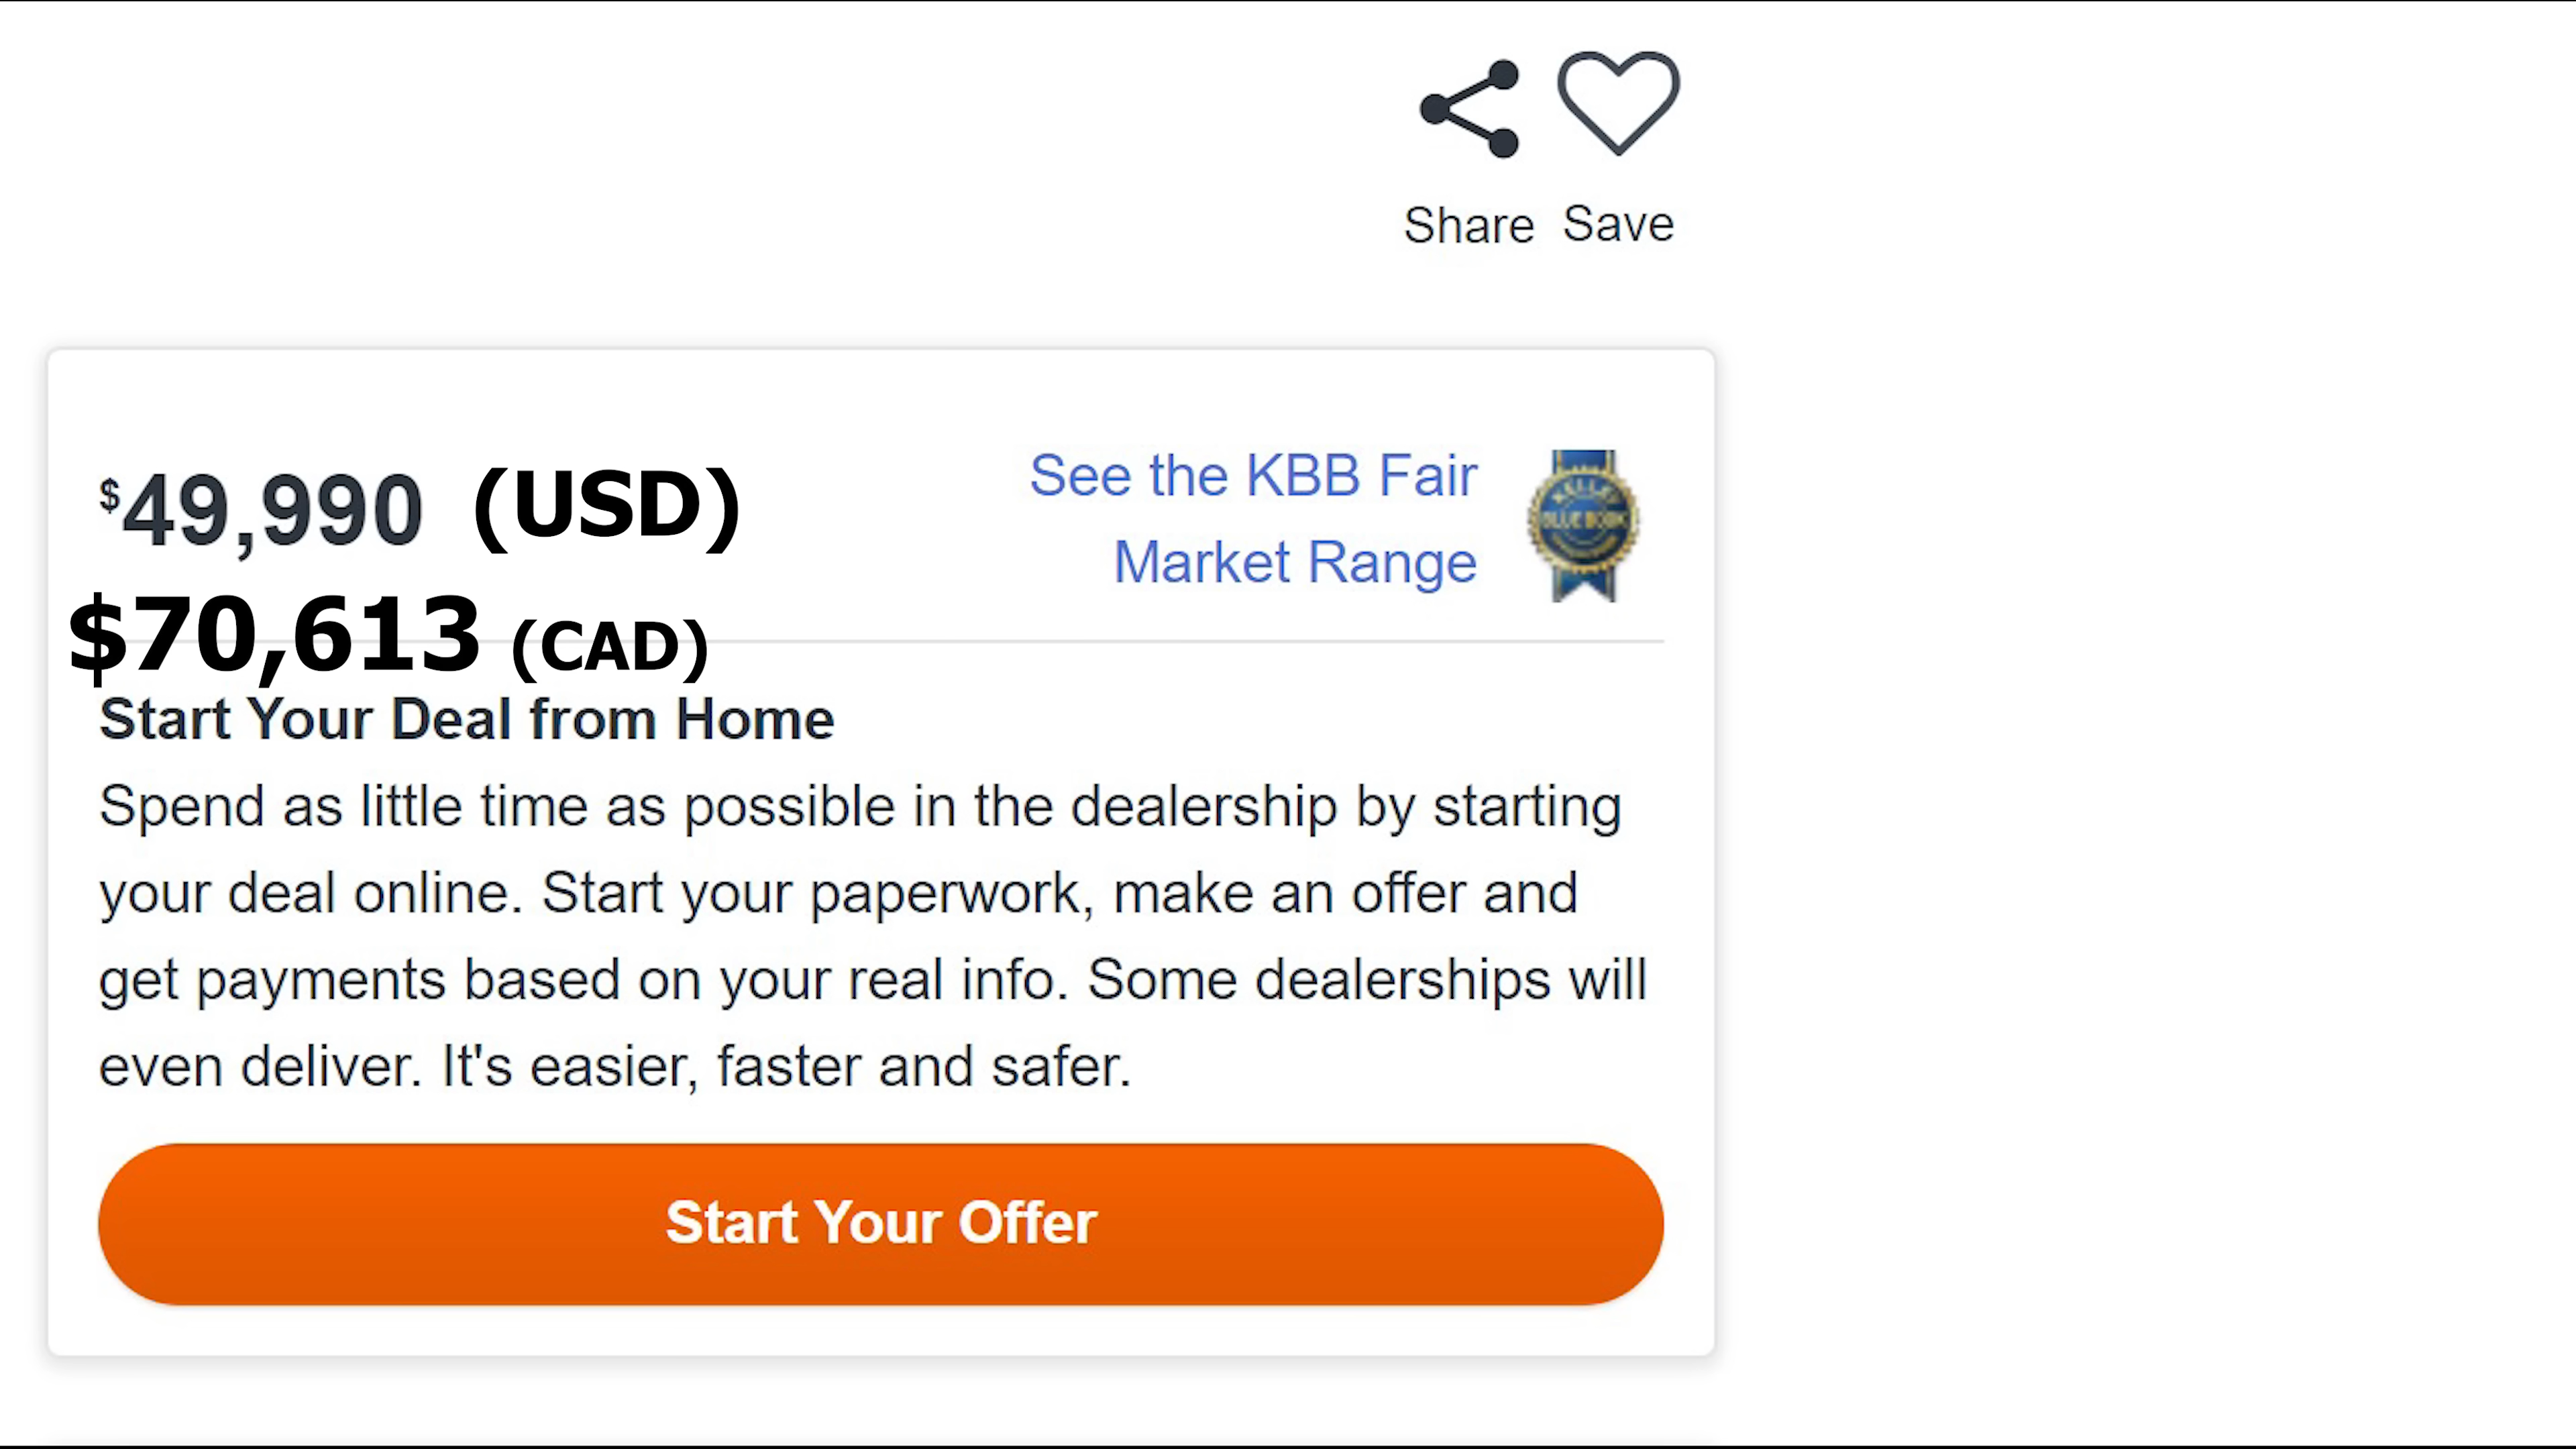 Share Save
$49,990 (USD)
See the KBB Fair
Market Range
KELLEY
BLUE BOOK
$70,613 (CAD)
Start Your Deal from Home
Spend as little time as possible in the dealership by starting
your deal online. Start your paperwork, make an offer and
get payments based on your real info. Some dealerships will
even deliver. It's easier, faster and safer.
Start Your Offer